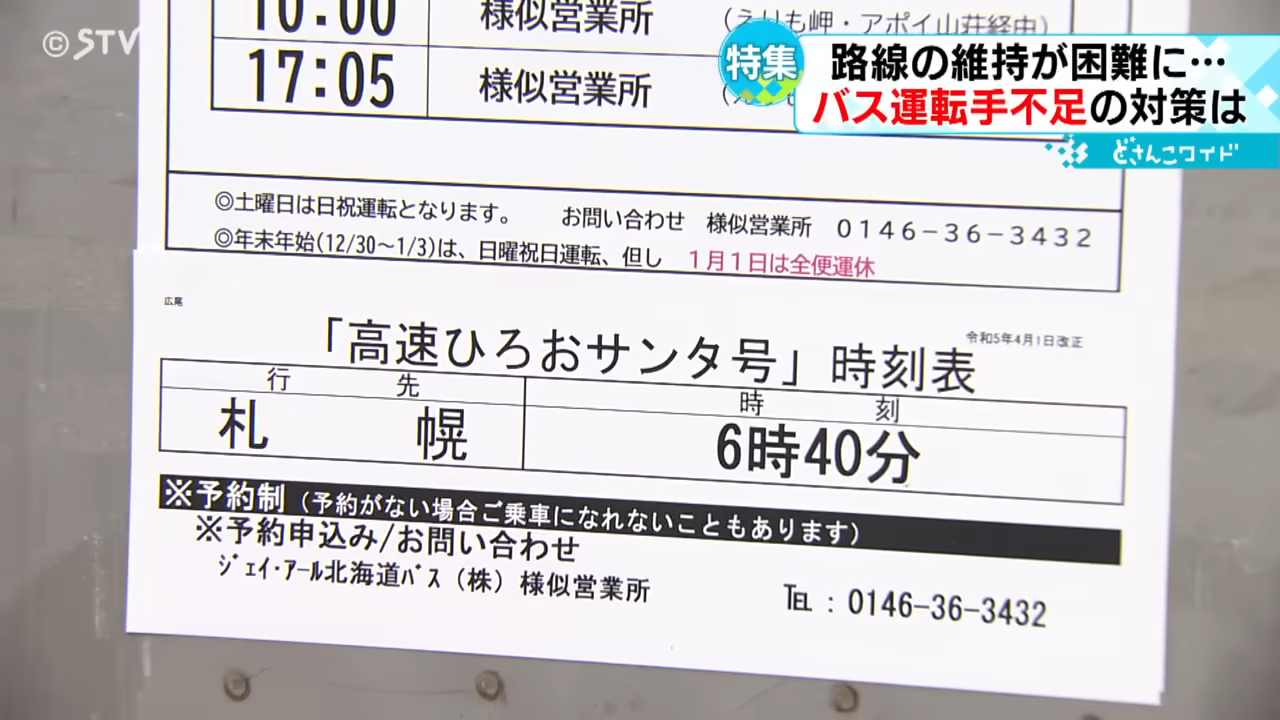 © STV
特集
路線の維持が困難に…
バス運転手不足の対策は
どさんこワイド
様似営業所 (えりも岬・アポイ山荘経由)
17:05 様似営業所
◎土曜日は日祝運転となります。 お問い合わせ 様似営業所 0146-36-3432
◎年末年始(12/30~1/3)は、日曜祝日運転、但し 1月1日は全便運休
広尾
令和5年4月1日改正
「高速ひろおサンタ号」時刻表
行先 時刻
札幌 6時40分
※予約制(予約がない場合ご乗車になれないこともあります)
※予約申込み/お問い合わせ
ジェイ・アール北海道バス(株)様似営業所 TEL:0146-36-3432